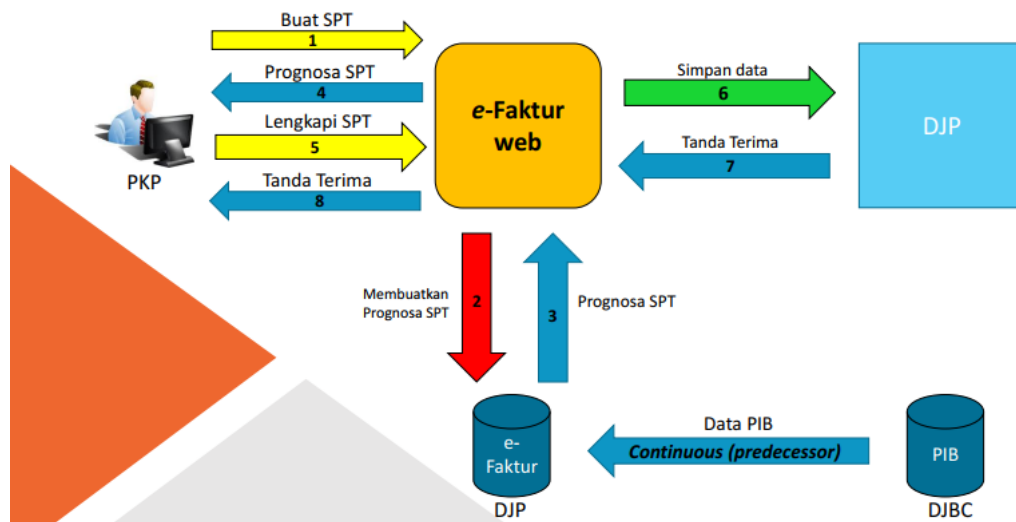 Buat SPT
1
Prognosa SPT
4
Lengkapi SPT
5
Tanda Terima
8
PKP
e-Faktur
web
Simpan data
6
Tanda Terima
7
DJP
Membuatkan
Prognosa SPT
2
3
Prognosa SPT
e-
Faktur
DJP
Data PIB
Continuous (predecessor)
PIB
DJBC